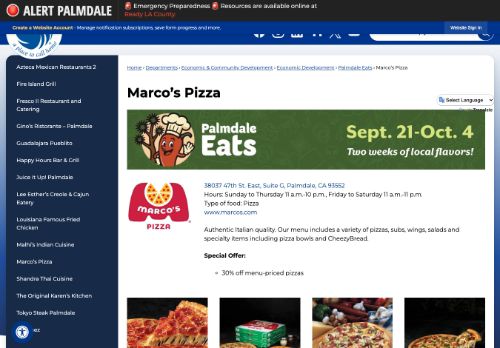 ALERT PALMDALE
🚨 Emergency Preparedness 🚨 Resources are available online at
Ready LA County.
Create a Website Account - Manage notification subscriptions, save form progress and more.
Website Sign In
a place to call home
Aztecs Mexican Restaurants 2
Fire Island Grill
Fresco II Restaurant and
Catering
Gino's Ristorante – Palmdale
Guadalajara Pueblito
Happy Hours Bar & Grill
Juice It Up! Palmdale
Lee Esther's Creole & Cajun
Eatery
Louisiana Famous Fried
Chicken
Malhi's Indian Cuisine
Marco's Pizza
Shandra Thai Cuisine
The Original Karen's Kitchen
Tokyo Steak Palmdale
Home › Departments › Economic & Community Development › Economic Development › Palmdale Eats › Marco's Pizza
Marco's Pizza
Select Language
Translate
Palmdale
Eats
Sept. 21-Oct. 4
Two weeks of local flavors!
MARCO'S
PIZZA
38037 47th St. East, Suite G, Palmdale, CA 93552
Hours: Sunday to Thursday 11 a.m.-10 p.m., Friday to Saturday 11 a.m.-11 p.m.
Type of food: Pizza
www.marcos.com
Authentic Italian quality. Our menu includes a variety of pizzas, subs, wings, salads and
specialty items including pizza bowls and CheezyBread.
Special Offer:
30% off menu-priced pizzas